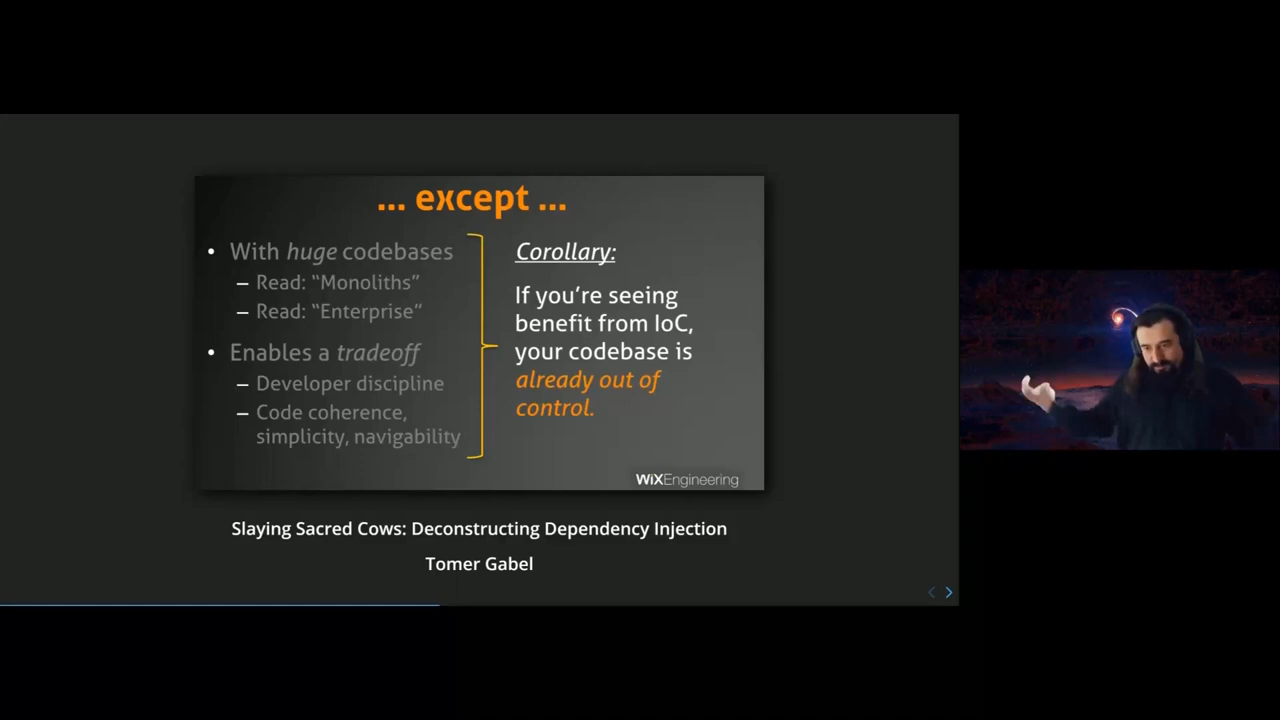 ... except ...
• With huge codebases
– Read: “Monoliths”
– Read: “Enterprise”
• Enables a tradeoff
– Developer discipline
– Code coherence,
simplicity, navigability
Corollary:
If you’re seeing
benefit from IoC,
your codebase is
already out of
control.
WiXEngineering
Slaying Sacred Cows: Deconstructing Dependency Injection
Tomer Gabel